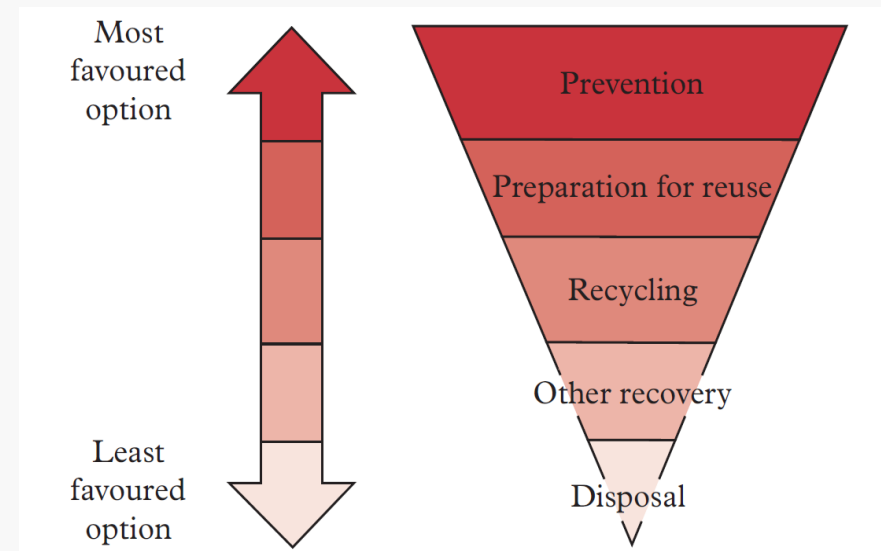 Most
favoured
option
Prevention
Preparation for reuse
Recycling
Other recovery
Least
favoured
option
Disposal